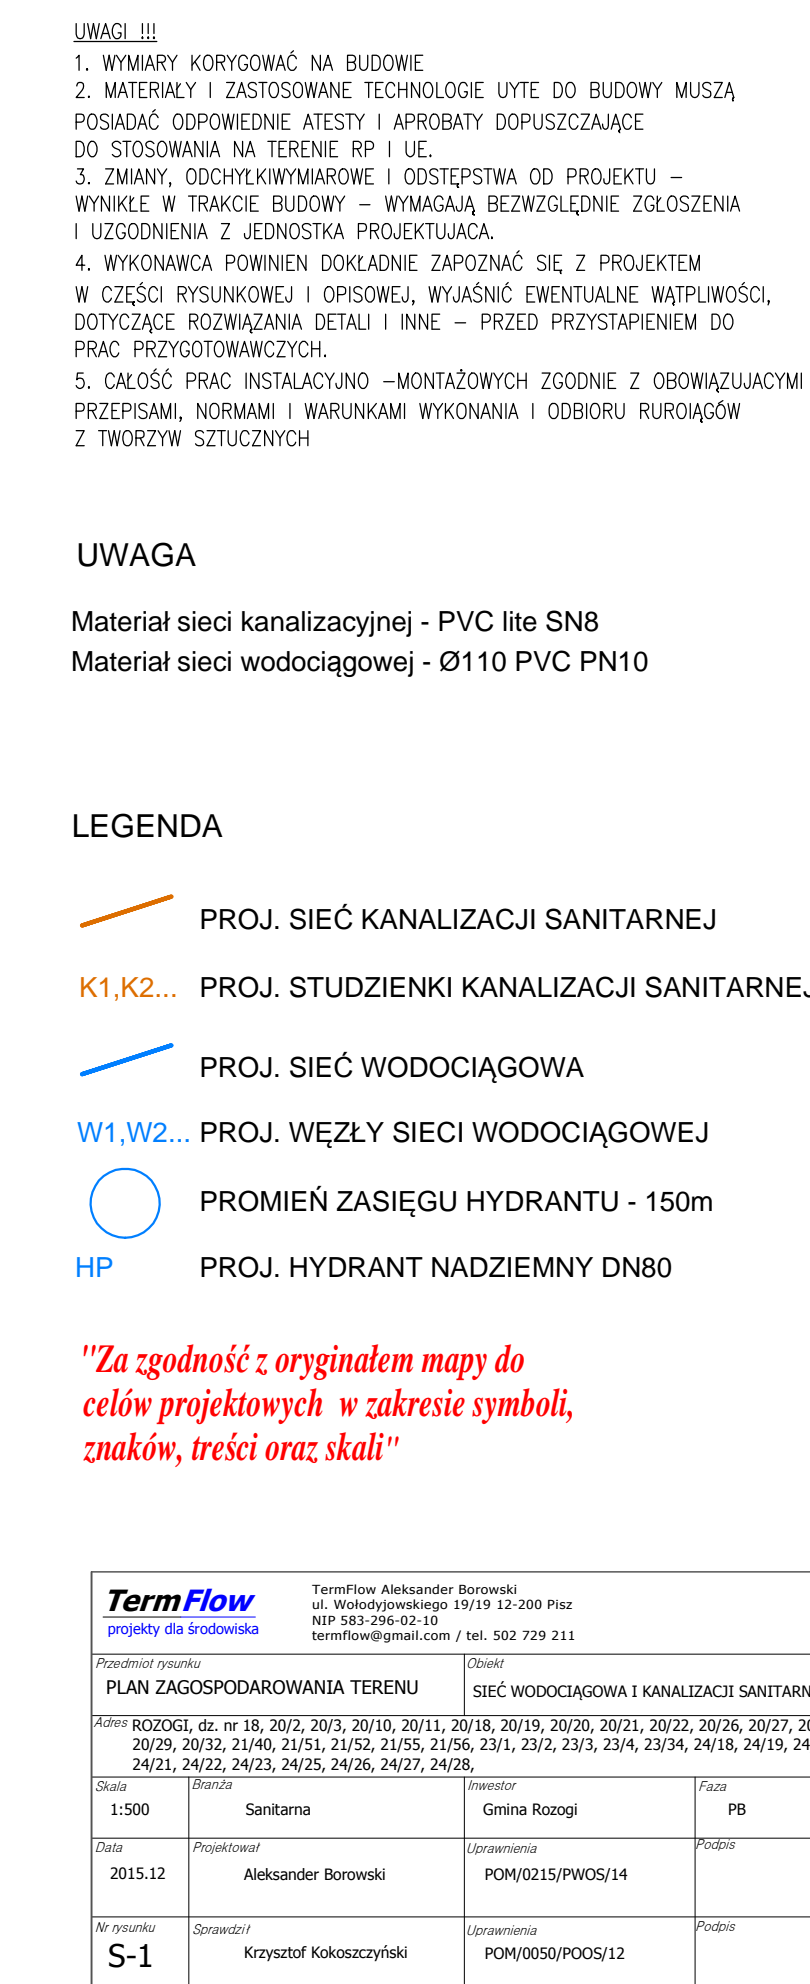 UWAGI !!!
1. WYMIARY KORYGOWAĆ NA BUDOWIE
2. MATERIAŁY I ZASTOSOWANE TECHNOLOGIE UYTE DO BUDOWY MUSZĄ
POSIADAĆ ODPOWIEDNIE ATESTY I APROBATY DOPUSZCZAJĄCE
DO STOSOWANIA NA TERENIE RP I UE.
3. ZMIANY, ODCHYŁKIWYMIAROWE I ODSTĘPSTWA OD PROJEKTU –
WYNIKŁE W TRAKCIE BUDOWY – WYMAGAJĄ BEZWZGLĘDNIE ZGŁOSZENIA
I UZGODNIENIA Z JEDNOSTKA PROJEKTUJACA.
4. WYKONAWCA POWINIEN DOKŁADNIE ZAPOZNAĆ SIĘ Z PROJEKTEM
W CZĘŚCI RYSUNKOWEJ I OPISOWEJ, WYJAŚNIĆ EWENTUALNE WĄTPLIWOŚCI,
DOTYCZĄCE ROZWIĄZANIA DETALI I INNE – PRZED PRZYSTAPIENIEM DO
PRAC PRZYGOTOWAWCZYCH.
5. CAŁOŚĆ PRAC INSTALACYJNO –MONTAŻOWYCH ZGODNIE Z OBOWIĄZUJACYMI
PRZEPISAMI, NORMAMI I WARUNKAMI WYKONANIA I ODBIORU RUROIĄGÓW
Z TWORZYW SZTUCZNYCH
UWAGA
Materiał sieci kanalizacyjnej - PVC lite SN8
Materiał sieci wodociągowej - Ø110 PVC PN10
LEGENDA
PROJ. SIEĆ KANALIZACJI SANITARNEJ
K1,K2... PROJ. STUDZIENKI KANALIZACJI SANITARNEJ
PROJ. SIEĆ WODOCIĄGOWA
W1,W2... PROJ. WĘZŁY SIECI WODOCIĄGOWEJ
PROMIEŃ ZASIĘGU HYDRANTU - 150m
HP PROJ. HYDRANT NADZIEMNY DN80
"Za zgodność z oryginałem mapy do
celów projektowych w zakresie symboli,
znaków, treści oraz skali"
TermFlow
projekty dla środowiska
TermFlow Aleksander Borowski
ul. Wołodyjowskiego 19/19 12-200 Pisz
NIP 583-296-02-10
termflow@gmail.com / tel. 502 729 211
Przedmiot rysunku
PLAN ZAGOSPODAROWANIA TERENU
Obiekt
SIEĆ WODOCIĄGOWA I KANALIZACJI SANITARN
Adres ROZOGI, dz. nr 18, 20/2, 20/3, 20/10, 20/11, 20/18, 20/19, 20/20, 20/21, 20/22, 20/26, 20/27,
20/29, 20/32, 21/40, 21/51, 21/52, 21/55, 21/56, 23/1, 23/2, 23/3, 23/4, 23/34, 24/18, 24/19, 24
24/21, 24/22, 24/23, 24/25, 24/26, 24/27, 24/28,
Skala
1:500
Branża
Sanitarna
Inwestor
Gmina Rozogi
Faza
PB
Data
2015.12
Projektował
Aleksander Borowski
Uprawnienia
POM/0215/PWOS/14
Podpis
Nr rysunku
S-1
Sprawdził
Krzysztof Kokoszczyński
Uprawnienia
POM/0050/POOS/12
Podpis